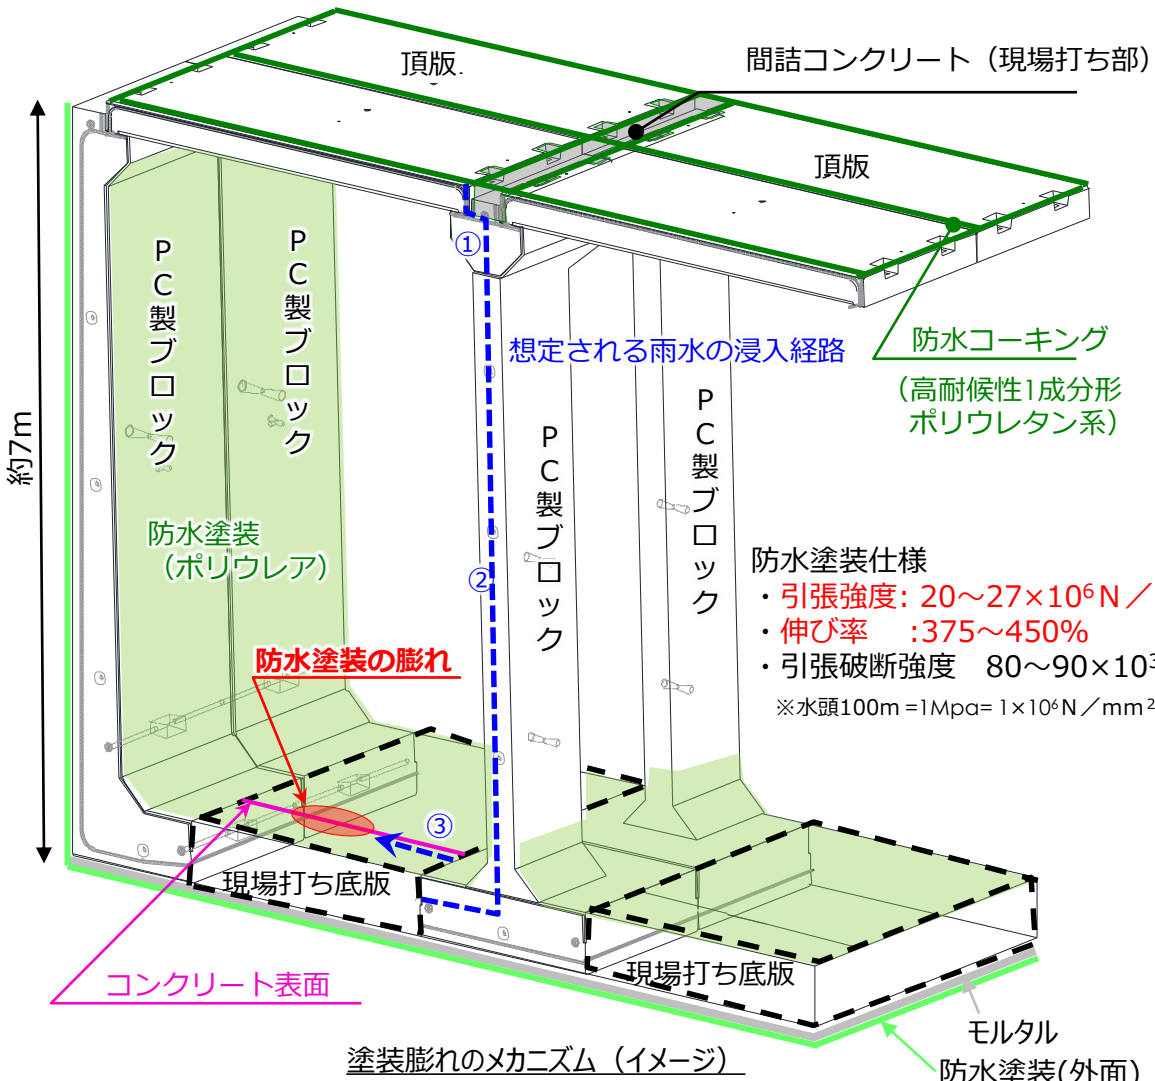 頂版
間詰コンクリート（現場打ち部）
頂版
①
PC製ブロック
PC製ブロック
想定される雨水の浸入経路
防水コーキング
（高耐候性1成分形
ポリウレタン系）
約7m
PC製ブロック
PC製ブロック
防水塗装
（ポリウレア）
②
防水塗装仕様
・引張強度: 20～27×10⁶N／
・伸び率　:375～450%
・引張破断強度　80～90×10³
※水頭100m =1Mpa= 1×10⁶N／mm²
防水塗装の膨れ
③
現場打ち底版
現場打ち底版
コンクリート表面
モルタル
防水塗装(外面)
塗装膨れのメカニズム（イメージ）